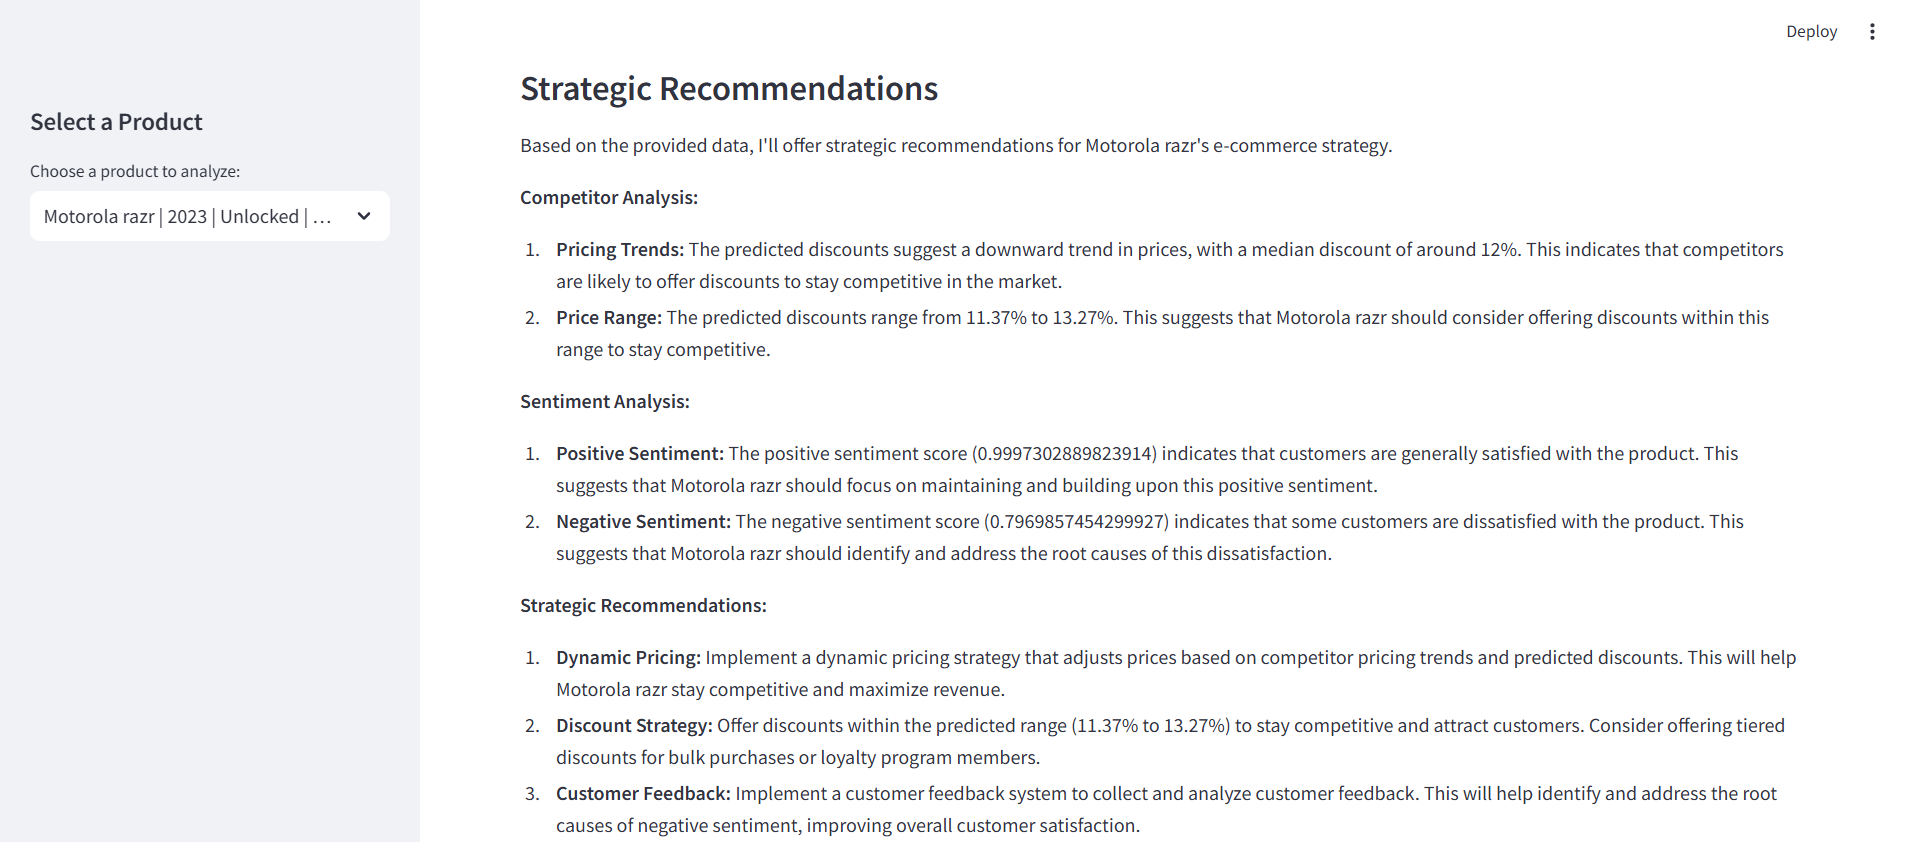 Deploy
Select a Product
Choose a product to analyze:
Motorola razr | 2023 | Unlocked | ...
Strategic Recommendations
Based on the provided data, I'll offer strategic recommendations for Motorola razr's e-commerce strategy.
Competitor Analysis:
1. Pricing Trends: The predicted discounts suggest a downward trend in prices, with a median discount of around 12%. This indicates that competitors
are likely to offer discounts to stay competitive in the market.
2. Price Range: The predicted discounts range from 11.37% to 13.27%. This suggests that Motorola razr should consider offering discounts within this
range to stay competitive.
Sentiment Analysis:
1. Positive Sentiment: The positive sentiment score (0.9997302889823914) indicates that customers are generally satisfied with the product. This
suggests that Motorola razr should focus on maintaining and building upon this positive sentiment.
2. Negative Sentiment: The negative sentiment score (0.7969857454299927) indicates that some customers are dissatisfied with the product. This
suggests that Motorola razr should identify and address the root causes of this dissatisfaction.
Strategic Recommendations:
1. Dynamic Pricing: Implement a dynamic pricing strategy that adjusts prices based on competitor pricing trends and predicted discounts. This will help
Motorola razr stay competitive and maximize revenue.
2. Discount Strategy: Offer discounts within the predicted range (11.37% to 13.27%) to stay competitive and attract customers. Consider offering tiered
discounts for bulk purchases or loyalty program members.
3. Customer Feedback: Implement a customer feedback system to collect and analyze customer feedback. This will help identify and address the root
causes of negative sentiment, improving overall customer satisfaction.